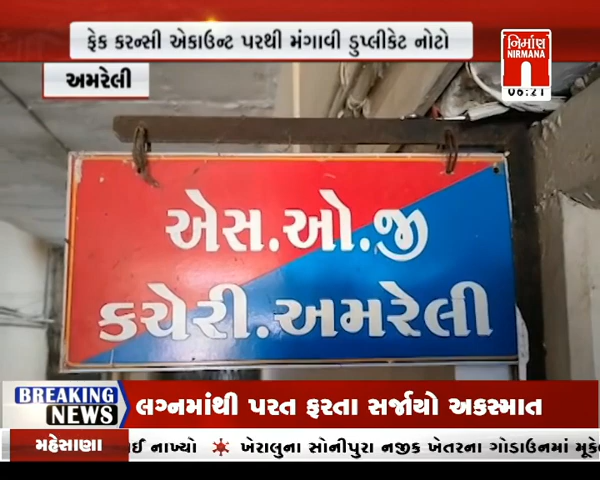 ફેક કરન્સી એકાઉન્ટ પરથી મંગાવી ડુપ્લીકેટ નોટો
નિર્માણ
NIRMANA
અમરેલી
06:21
એસ.ઓ.જી
કચેરી.અમરેલી
BREAKING
NEWS
લગ્નમાંથી પરત ફરતા સર્જાયો અકસ્માત
મહેસાણા
નાખ્યો
ખેરાલુના સોનીપુરા નજીક ખેતરના ગોડાઉનમાં